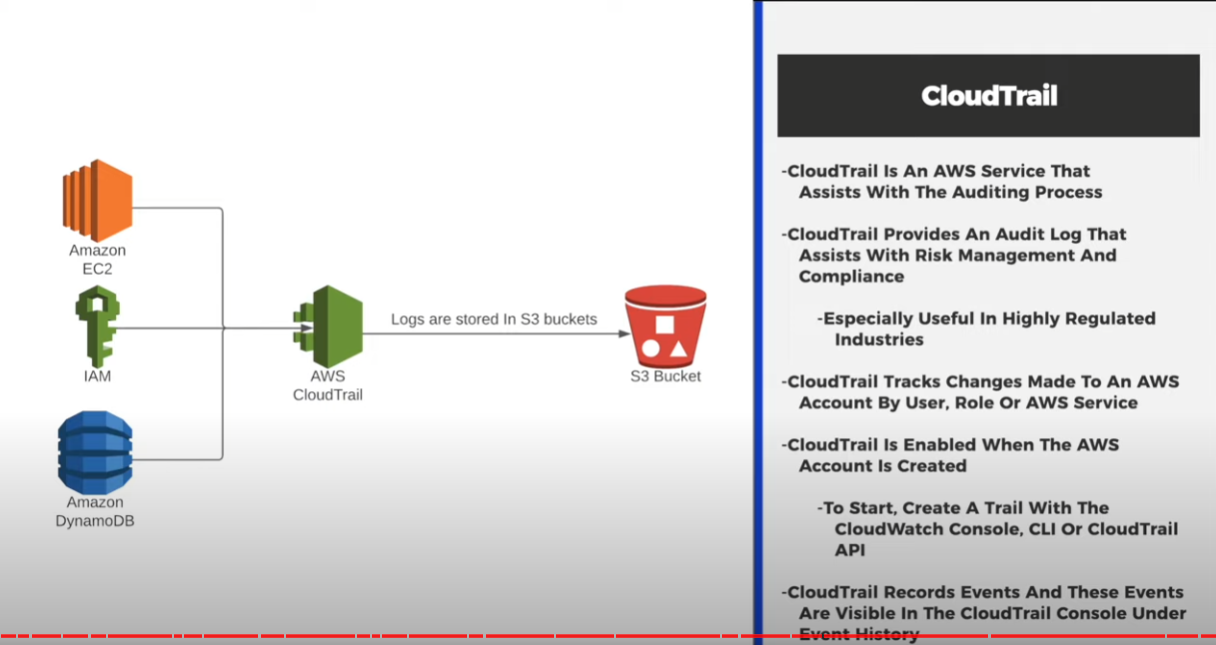 Amazon
EC2
IAM
Amazon
DynamoDB
AWS
CloudTrail
Logs are stored In S3 buckets
S3 Bucket
CloudTrail
-CloudTrail Is An AWS Service That
Assists With The Auditing Process
-CloudTrail Provides An Audit Log That
Assists With Risk Management And
Compliance
-Especially Useful In Highly Regulated
Industries
-CloudTrail Tracks Changes Made To An AWS
Account By User, Role Or AWS Service
-CloudTrail Is Enabled When The AWS
Account Is Created
-To Start, Create A Trail With The
CloudWatch Console, CLI Or CloudTrail
API
-CloudTrail Records Events And These Events
Are Visible In The CloudTrail Console Under
Event History